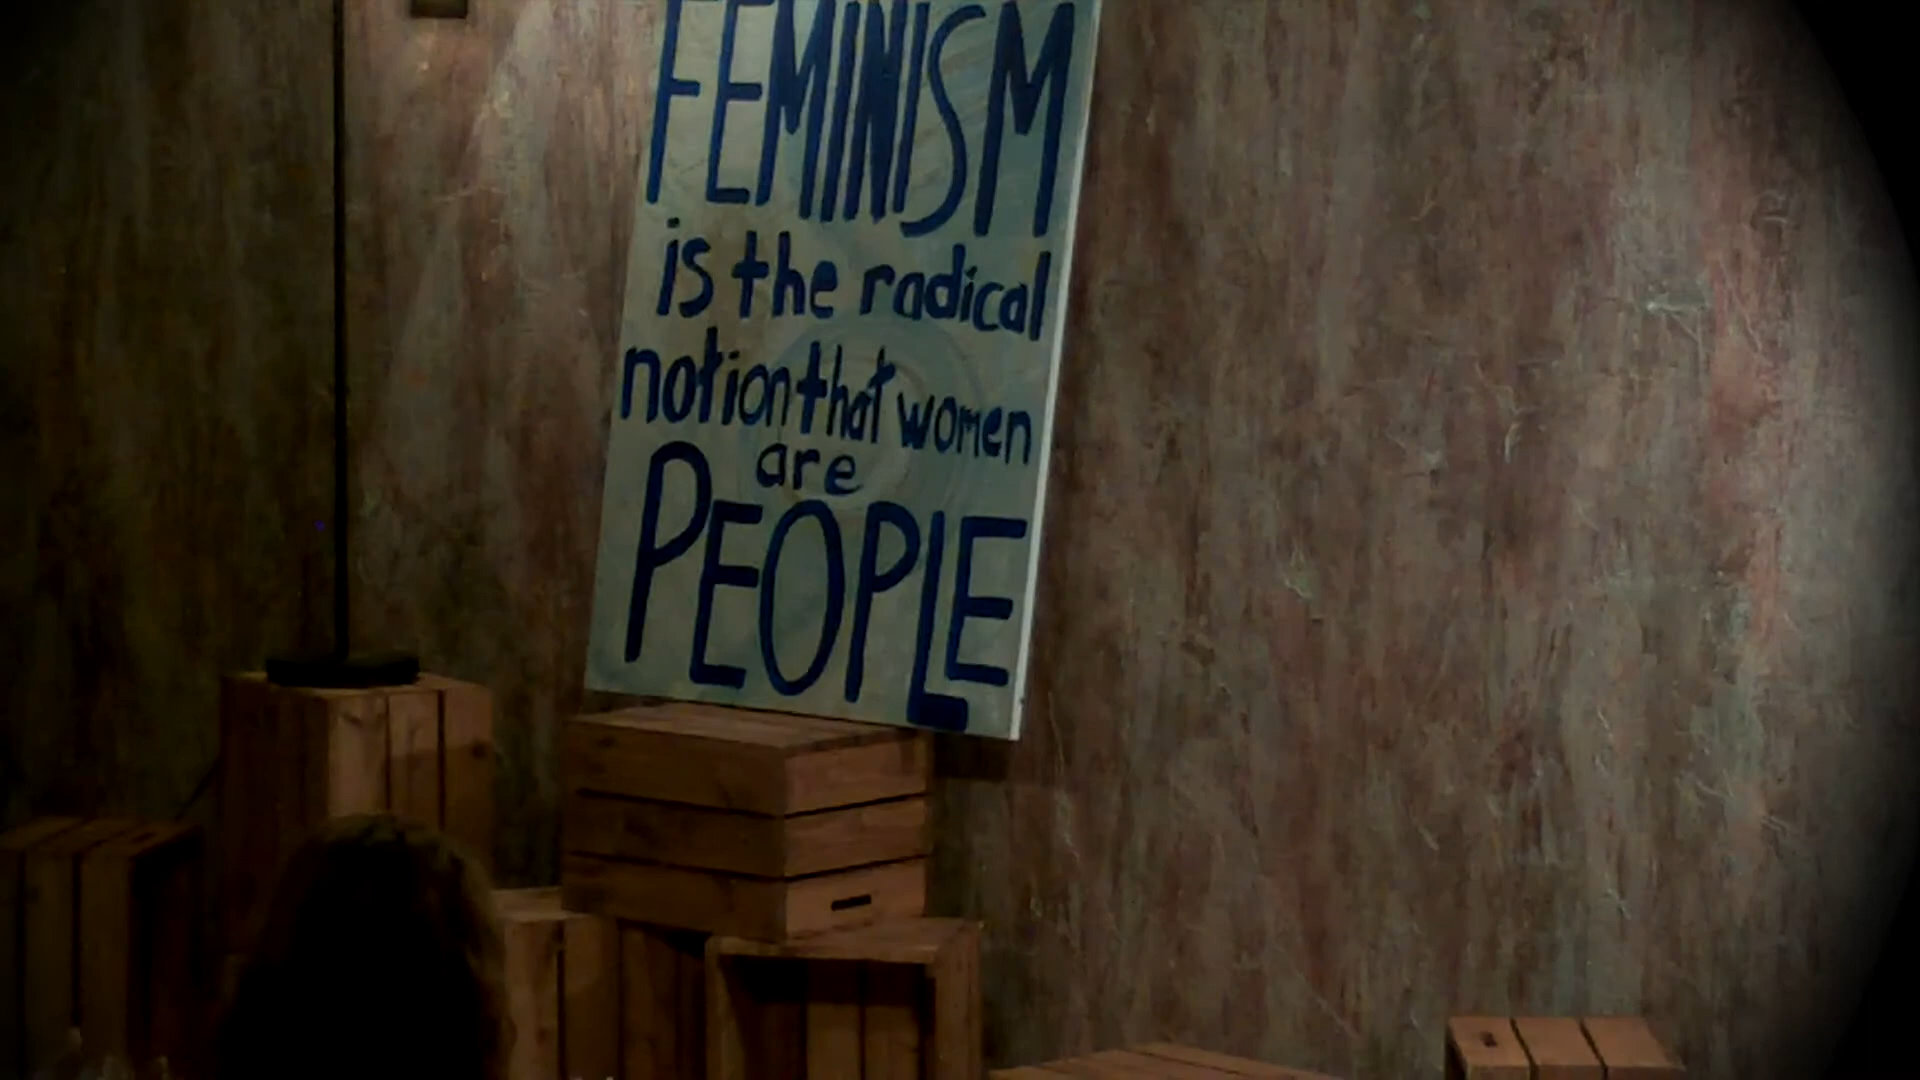 FEMINISM
is the radical
notion that women
are
PEOPLE